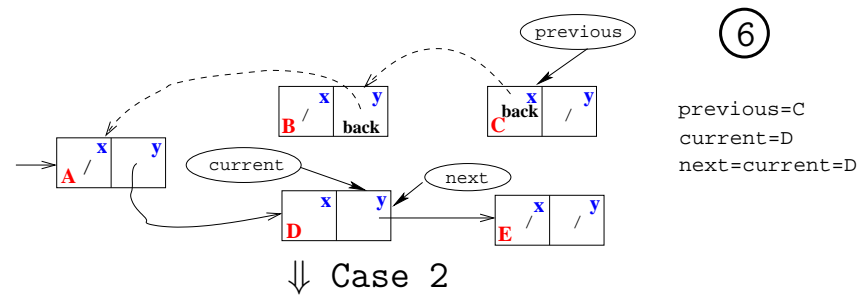 previous
6
x y
B / back
y
x
back
C /
previous=C
current=D
next=current=D
x y
A /
current
next
x y
D
x y
E / /
⇓ Case 2